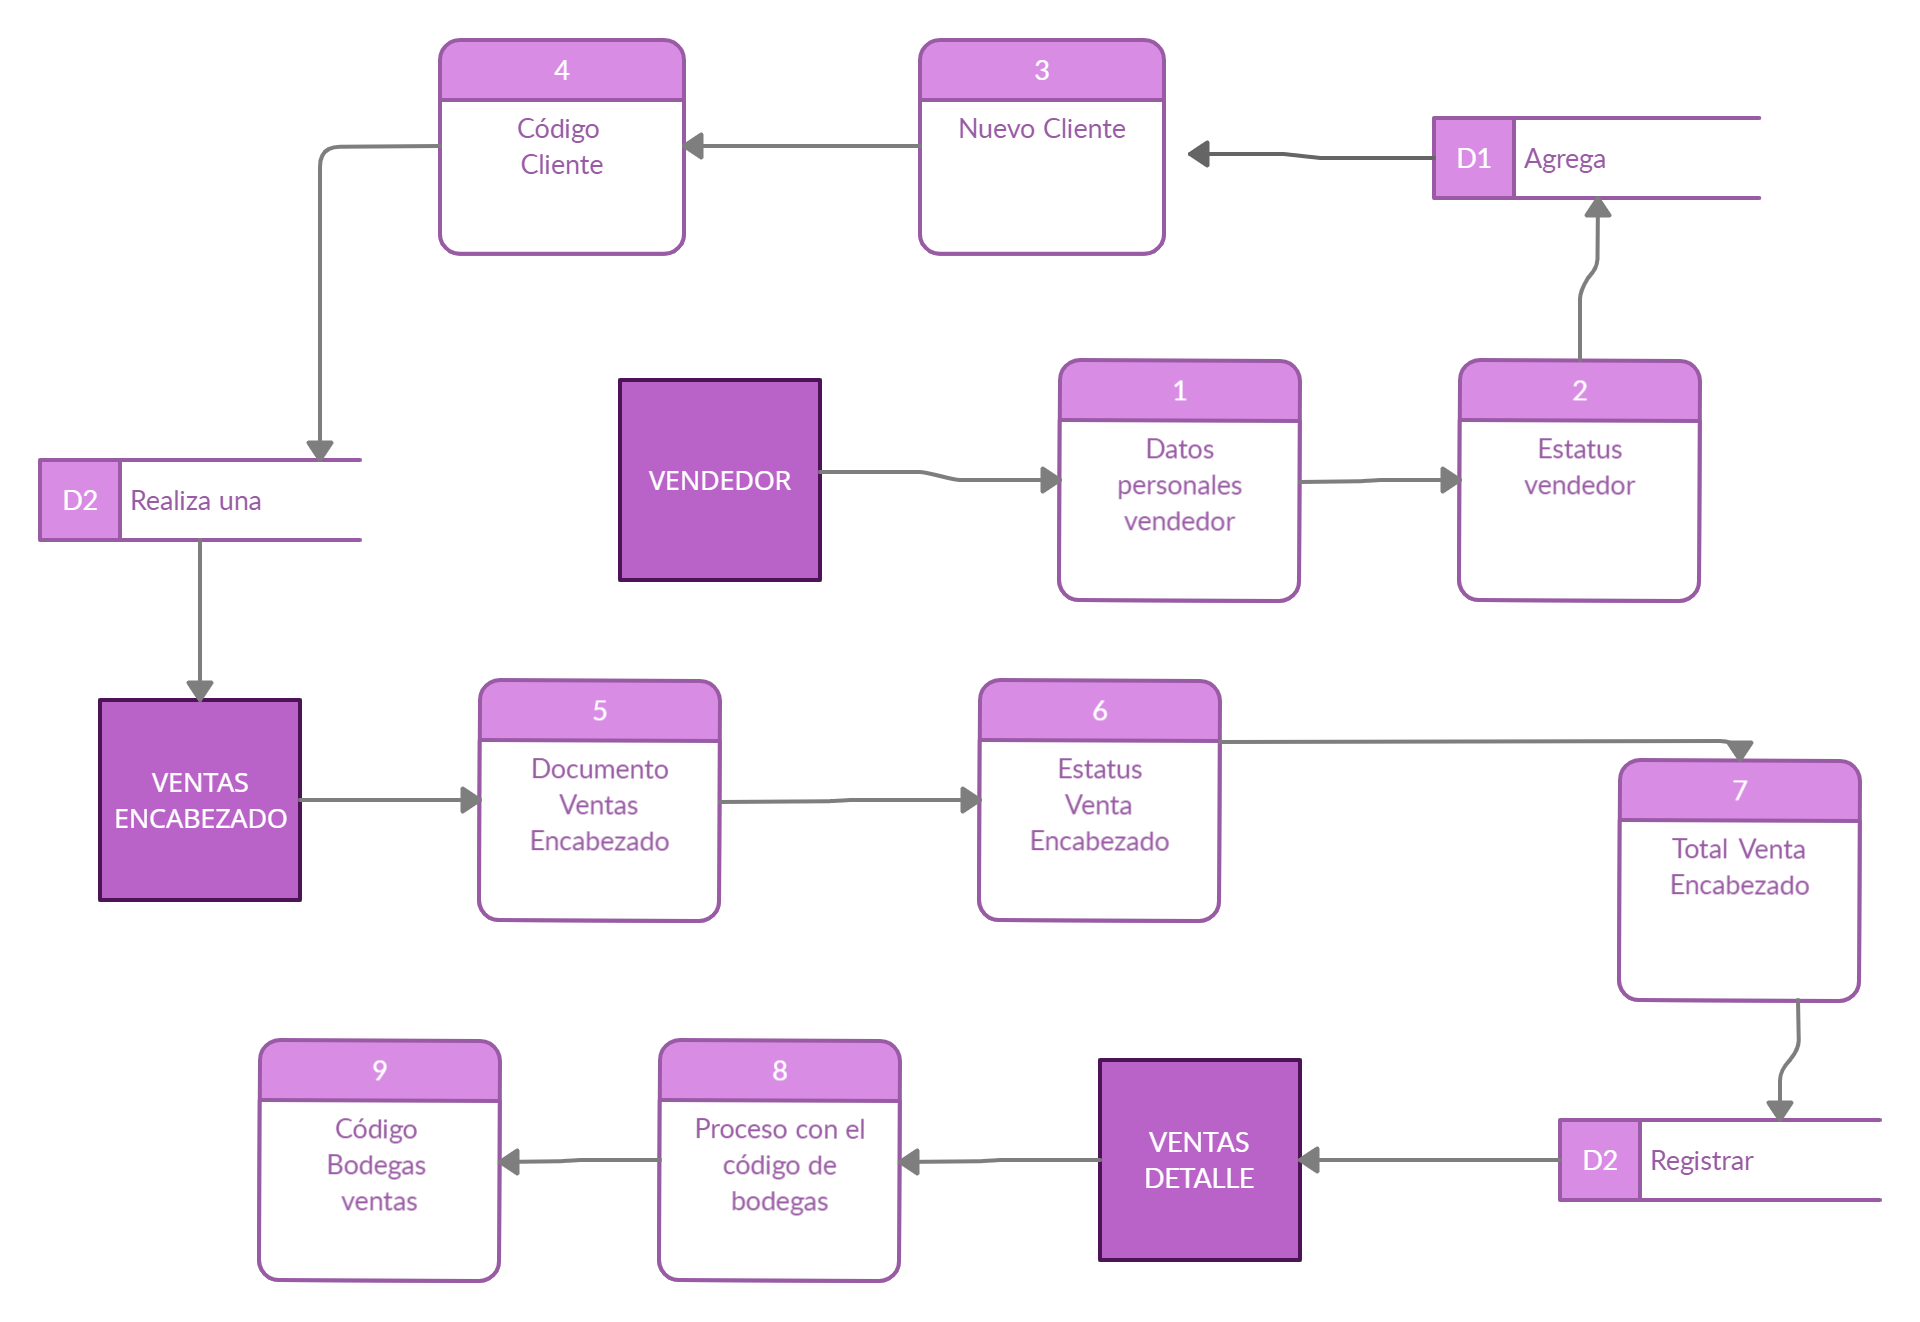 4
Código
Cliente
3
Nuevo Cliente
D1
Agrega
VENDEDOR
1
Datos
personales
vendedor
2
Estatus
vendedor
D2
Realiza una
VENTAS
ENCABEZADO
5
Documento
Ventas
Encabezado
6
Estatus
Venta
Encabezado
7
Total Venta
Encabezado
9
Código
Bodegas
ventas
8
Proceso con el
código de
bodegas
VENTAS
DETALLE
D2
Registrar